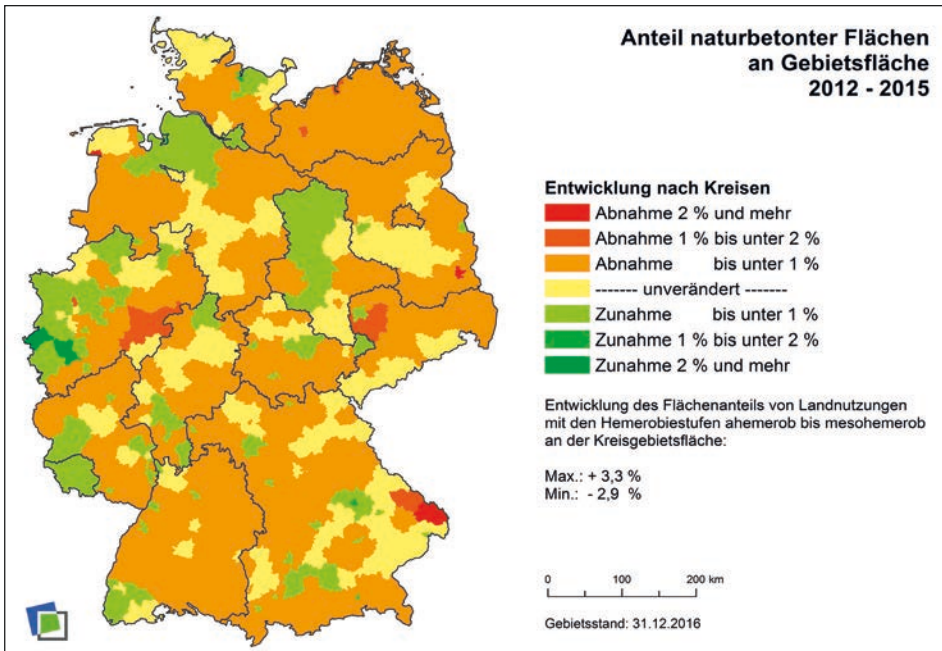 Anteil naturbetonter Flächen
an Gebietsfläche
2012 - 2015
Entwicklung nach Kreisen
Abnahme 2 % und mehr
Abnahme 1 % bis unter 2 %
Abnahme bis unter 1 %
------- unverändert -------
Zunahme bis unter 1 %
Zunahme 1 % bis unter 2 %
Zunahme 2 % und mehr
Entwicklung des Flächenanteils von Landnutzungen
mit den Hemerobiestufen ahemerob bis mesohemerob
an der Kreisgebietsfläche:
Max.: + 3,3 %
Min.: - 2,9 %
0 100 200 km
Gebietsstand: 31.12.2016